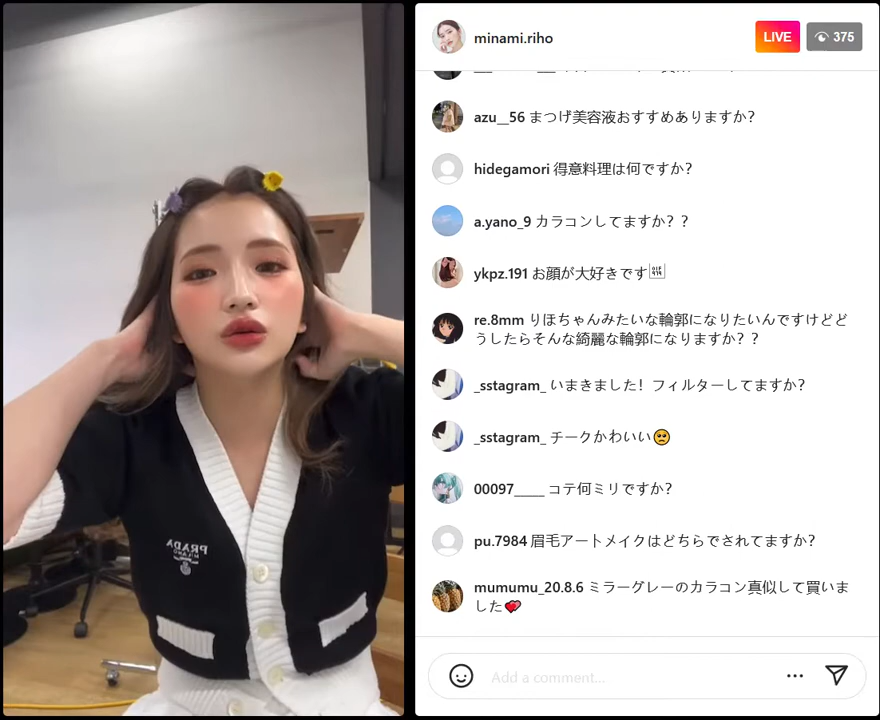 minami.riho
LIVE
375
azu__56 まつげ美容液おすすめありますか?
hidegamori 得意料理は何ですか?
a.yano_9 カラコンしてますか? ?
ykpz.191 お顔が大好きです
re.8mm りほちゃんみたいな輪郭になりたいんですけどど
うしたらそんな綺麗な輪郭になりますか? ?
_sstagram_ いまきました! フィルターしてますか?
_sstagram_ チークかわいい🥺
00097____ コテ何ミリですか?
pu.7984 眉毛アートメイクはどちらでされてますか?
mumumu_20.8.6 ミラーグレーのカラコン真似して買いま
した💖
Add a comment...
PRADA
MILANO